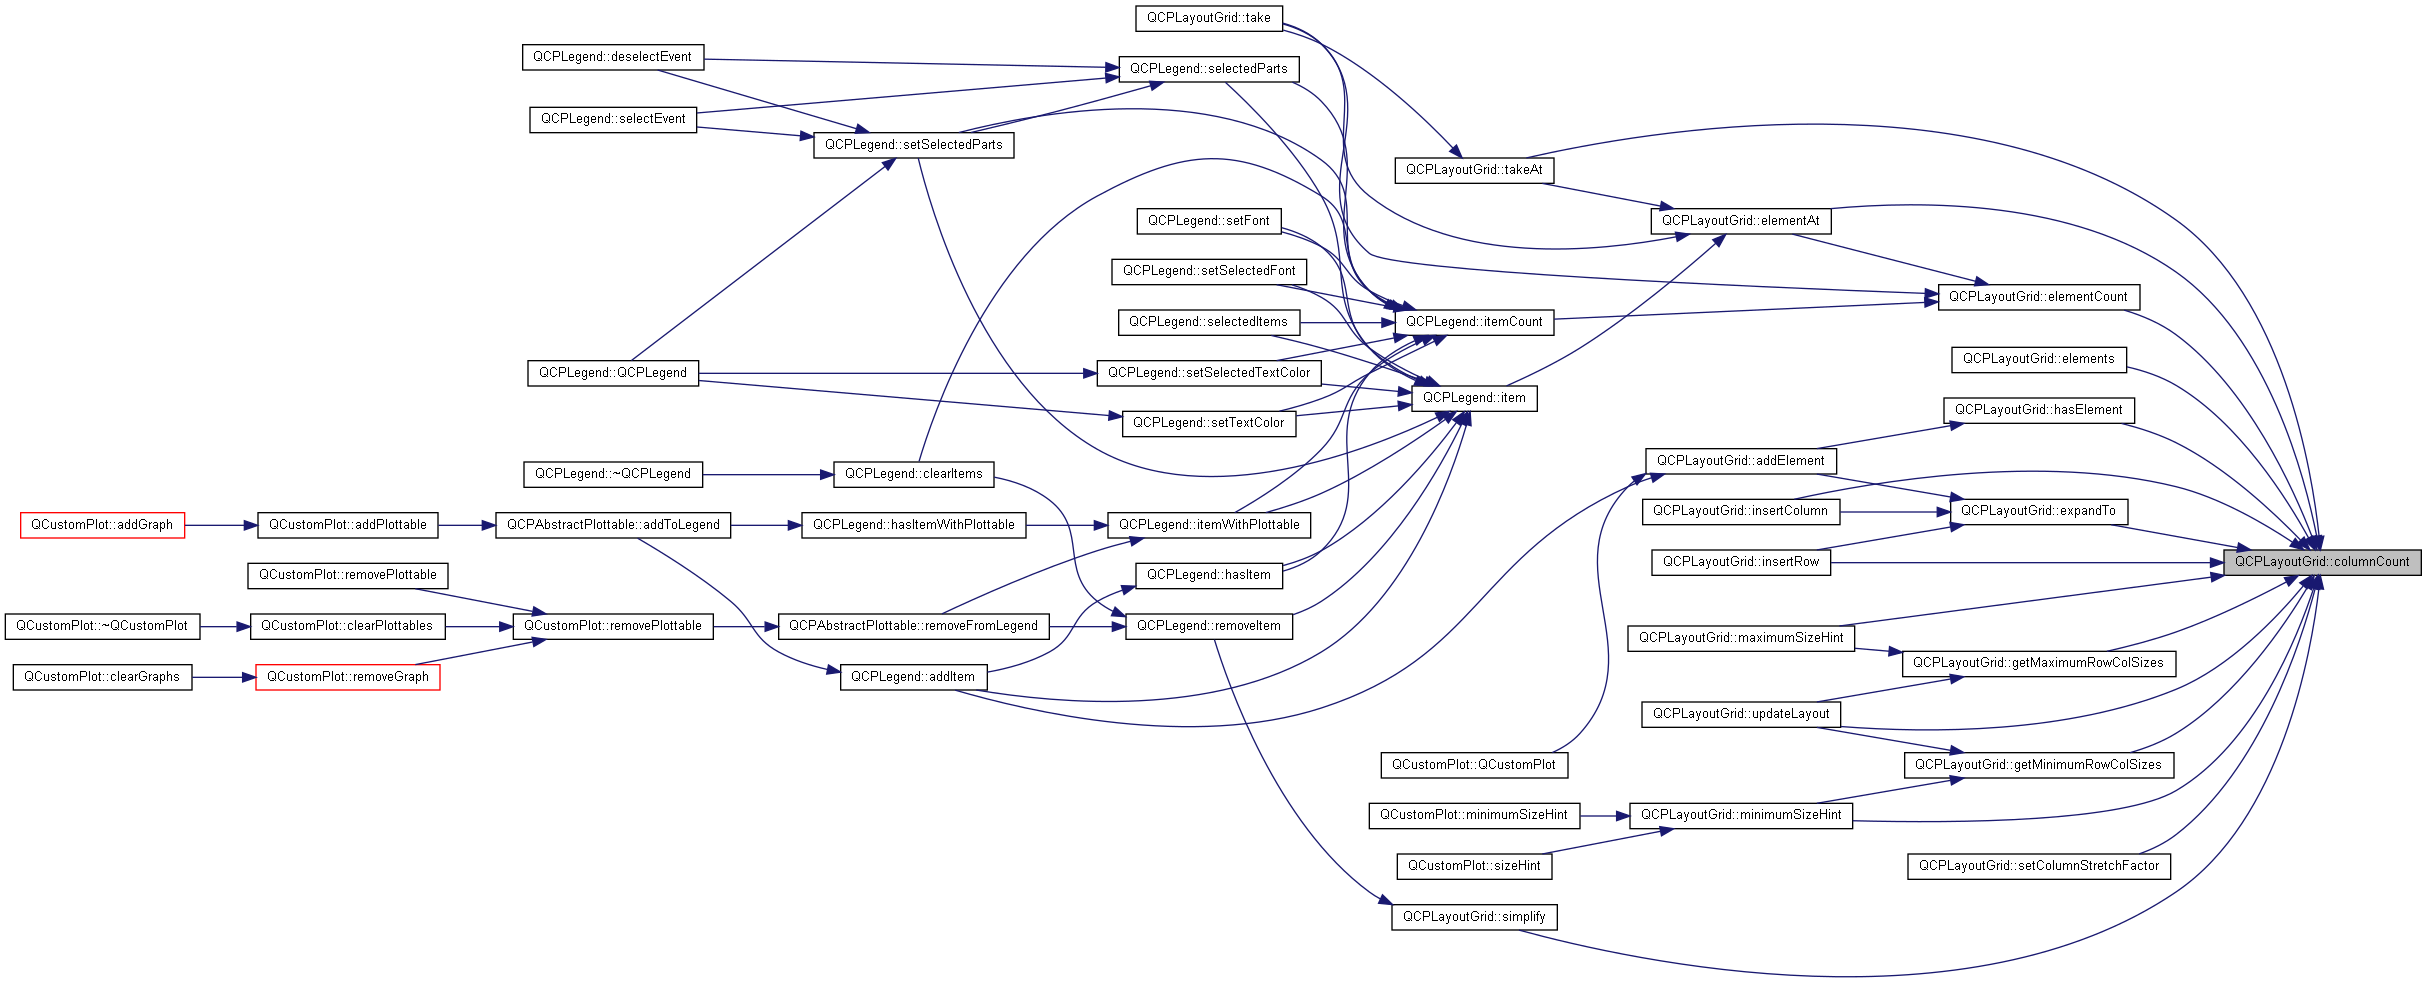 QCPLayoutGrid::take
QCPLegend::deselectEvent
QCPLegend::selectedParts
QCPLegend::selectEvent
QCPLegend::setSelectedParts
QCPLayoutGrid::takeAt
QCPLegend::setFont
QCPLayoutGrid::elementAt
QCPLegend::setSelectedFont
QCPLayoutGrid::elementCount
QCPLegend::selectedItems
QCPLegend::itemCount
QCPLayoutGrid::elements
QCPLegend::QCPLegend
QCPLegend::setSelectedTextColor
QCPLegend::item
QCPLayoutGrid::hasElement
QCPLegend::setTextColor
QCPLayoutGrid::addElement
QCPLegend::~QCPLegend
QCPLegend::clearItems
QCPLayoutGrid::insertColumn
QCPLayoutGrid::expandTo
QCustomPlot::addGraph
QCustomPlot::addPlottable
QCPAbstractPlottable::addToLegend
QCPLegend::hasItemWithPlottable
QCPLegend::itemWithPlottable
QCPLayoutGrid::insertRow
QCPLayoutGrid::columnCount
QCustomPlot::removePlottable
QCPLegend::hasItem
QCustomPlot::~QCustomPlot
QCustomPlot::clearPlottables
QCustomPlot::removePlottable
QCPAbstractPlottable::removeFromLegend
QCPLegend::removeItem
QCPLayoutGrid::maximumSizeHint
QCPLayoutGrid::getMaximumRowColSizes
QCustomPlot::clearGraphs
QCustomPlot::removeGraph
QCPLegend::addItem
QCPLayoutGrid::updateLayout
QCustomPlot::QCustomPlot
QCPLayoutGrid::getMinimumRowColSizes
QCustomPlot::minimumSizeHint
QCPLayoutGrid::minimumSizeHint
QCustomPlot::sizeHint
QCPLayoutGrid::setColumnStretchFactor
QCPLayoutGrid::simplify